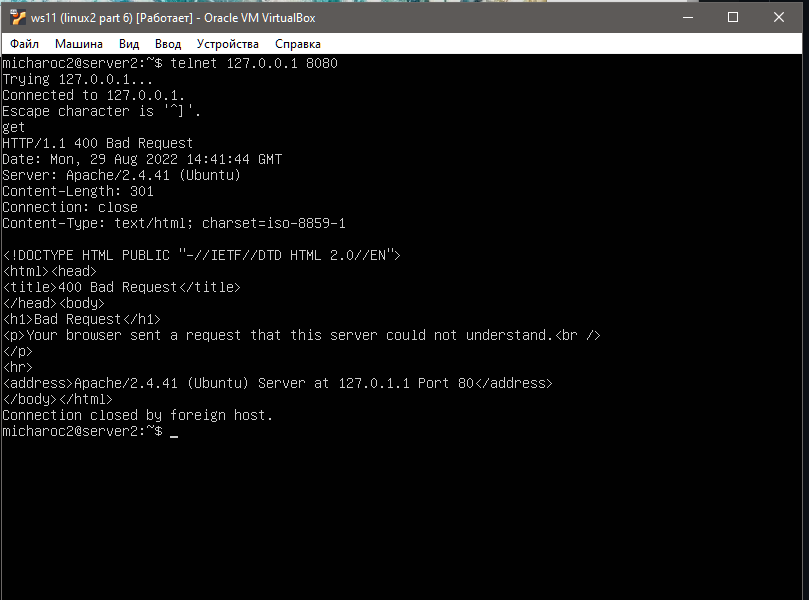 ws11 (linux2 part 6) [Работает] - Oracle VM VirtualBox
Файл Машина Вид Ввод Устройства Справка
micharoc2@server2:~$ telnet 127.0.0.1 8080
Trying 127.0.0.1...
Connected to 127.0.0.1.
Escape character is '^]'.
get
HTTP/1.1 400 Bad Request
Date: Mon, 29 Aug 2022 14:41:44 GMT
Server: Apache/2.4.41 (Ubuntu)
Content-Length: 301
Connection: close
Content-Type: text/html; charset=iso-8859-1

<!DOCTYPE HTML PUBLIC "-//IETF//DTD HTML 2.0//EN">
<html><head>
<title>400 Bad Request</title>
</head><body>
<h1>Bad Request</h1>
<p>Your browser sent a request that this server could not understand.<br />
</p>
<hr>
<address>Apache/2.4.41 (Ubuntu) Server at 127.0.1.1 Port 80</address>
</body></html>
Connection closed by foreign host.
micharoc2@server2:~$ _